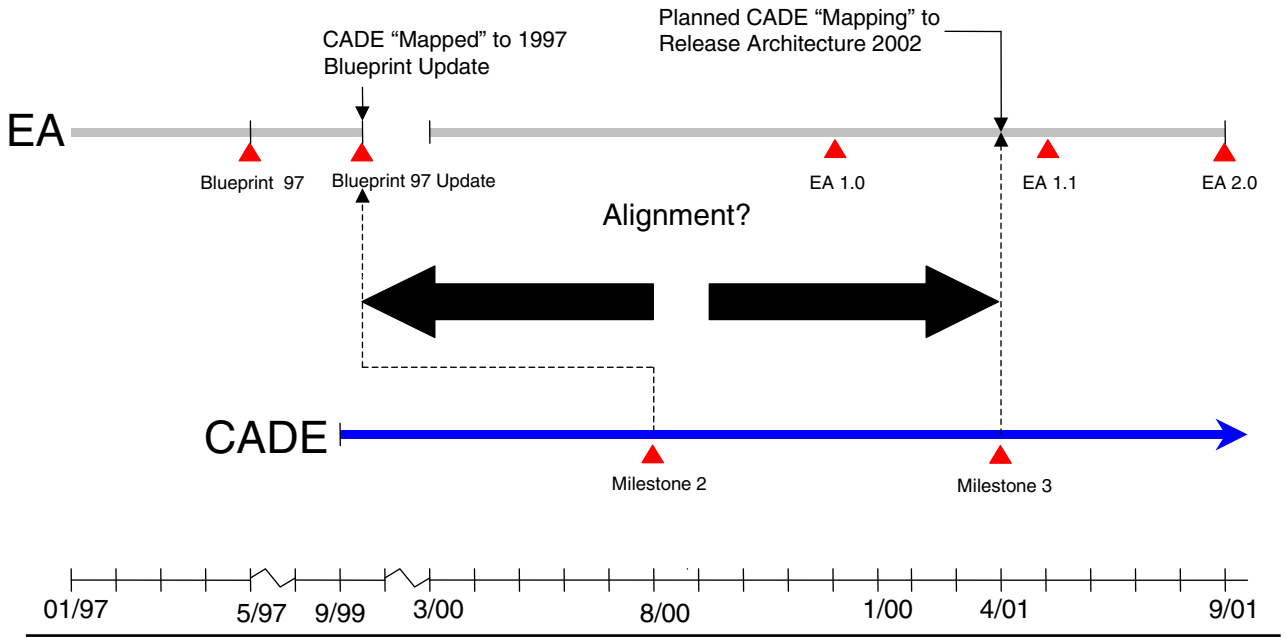 CADE “Mapped” to 1997
Blueprint Update
Planned CADE “Mapping” to
Release Architecture 2002
EA
Blueprint 97
Blueprint 97 Update
EA 1.0
EA 1.1
EA 2.0
Alignment?
CADE
Milestone 2
Milestone 3
01/97
5/97
9/99
3/00
8/00
1/00
4/01
9/01